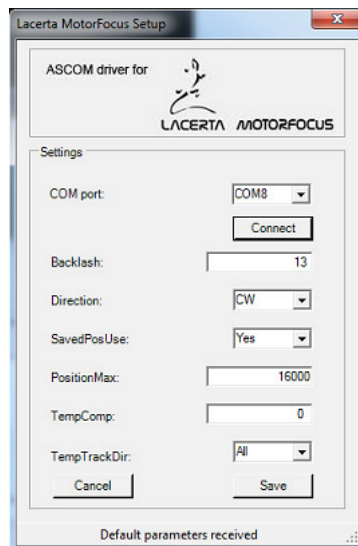 Lacerta MotorFocus Setup
ASCOM driver for
LACERTA MOTORFOCUS
Settings
COM port: COM8
Connect
Backlash: 13
Direction: CW
SavedPosUse: Yes
PositionMax: 16000
TempComp: 0
TempTrackDir: All
Cancel Save
Default parameters received